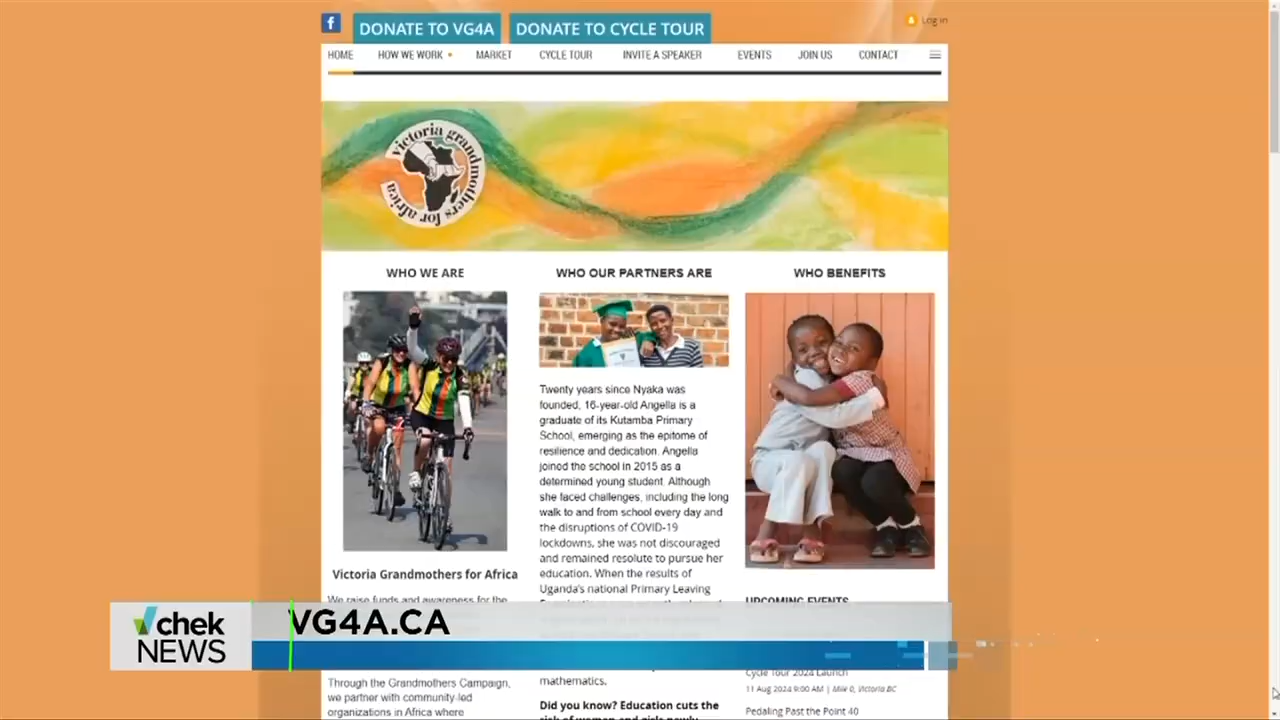 f
DONATE TO VG4A
DONATE TO CYCLE TOUR
Log in
HOME
HOW WE WORK
MARKET
CYCLE TOUR
INVITE A SPEAKER
EVENTS
JOIN US
CONTACT
victoria grandmothers for africa
WHO WE ARE
Victoria Grandmothers for Africa
We raise funds and awareness for the
Through the Grandmothers Campaign,
we partner with community-led
organizations in Africa where
WHO OUR PARTNERS ARE
Twenty years since Nyaka was
founded, 16-year-old Angella is a
graduate of its Kutamba Primary
School, emerging as the epitome of
resilience and dedication. Angella
joined the school in 2015 as a
determined young student. Although
she faced challenges, including the long
walk to and from school every day and
the disruptions of COVID-19
lockdowns, she was not discouraged
and remained resolute to pursue her
education. When the results of
Uganda's national Primary Leaving
mathematics.
Did you know? Education cuts the
WHO BENEFITS
UPCOMING EVENTS
Cycle Tour 2024 Launch
11 Aug 2024 9:00 AM | Mile 0, Victoria BC
Pedaling Past the Point 40
chek
NEWS
VG4A.CA